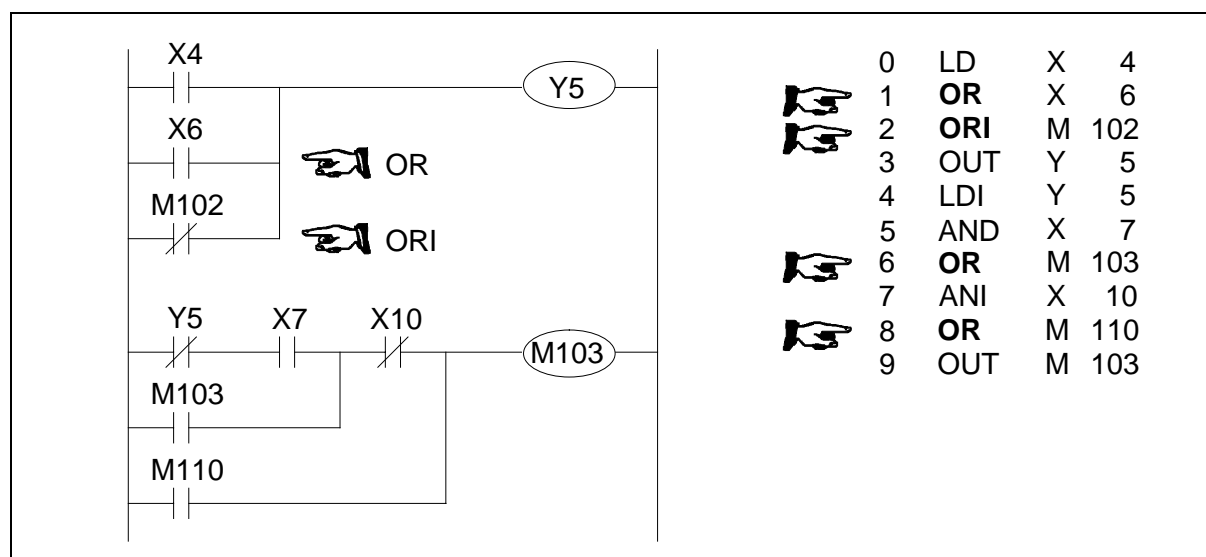 X4
Y5
X6
OR
M102
ORI
Y5 X7 X10
M103
M103
M110
0 LD X 4
1 OR X 6
2 ORI M 102
3 OUT Y 5
4 LDI Y 5
5 AND X 7
6 OR M 103
7 ANI X 10
8 OR M 110
9 OUT M 103